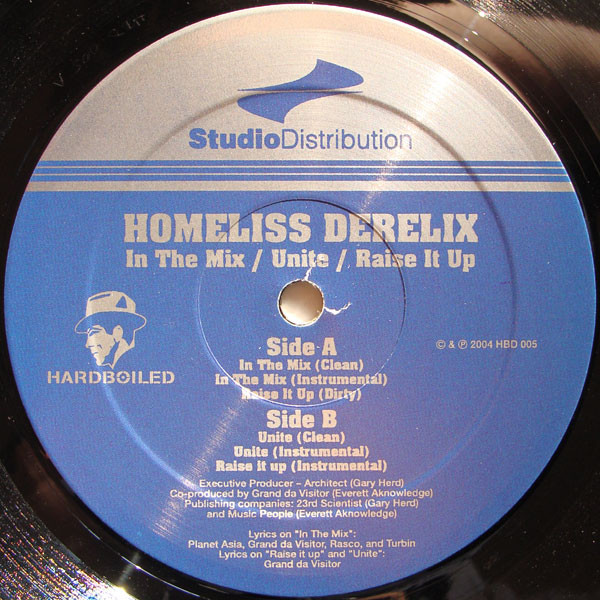 StudioDistribution
HOMELISS DERELIX
In The Mix / Unite / Raise It Up
HARDBOILED
© & ℗ 2004 HBD 005
Side A
In The Mix (Clean)
In The Mix (Instrumental)
Raise It Up (Dirty)
Side B
Unite (Clean)
Unite (Instrumental)
Raise it up (Instrumental)
Executive Producer – Architect (Gary Herd)
Co-produced by Grand da Visitor (Everett Aknowledge)
Publishing companies: 23rd Scientist (Gary Herd)
and Music People (Everett Aknowledge)
Lyrics on "In The Mix":
Planet Asia, Grand da Visitor, Rasco, and Turbin
Lyrics on "Raise it up" and "Unite":
Grand da Visitor